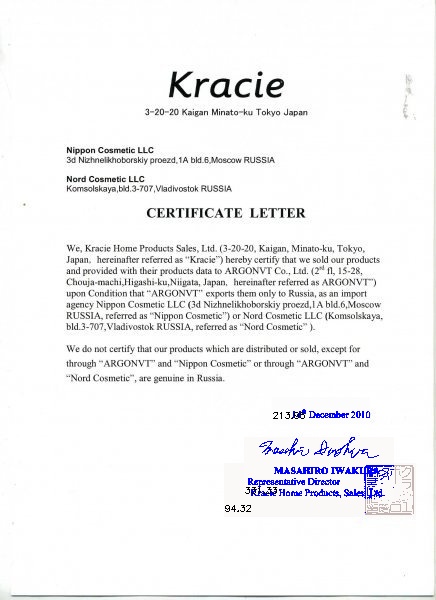 Kracie
3-20-20 Kaigan Minato-ku Tokyo Japan
Nippon Cosmetic LLC
3d Nizhnelikhoborskiy proezd,1A bld.6,Moscow RUSSIA
Nord Cosmetic LLC
Komsolskaya,bld.3-707,Vladivostok RUSSIA
CERTIFICATE LETTER
We, Kracie Home Products Sales, Ltd. (3-20-20, Kaigan, Minato-ku, Tokyo,
Japan. hereinafter referred as “Kracie”) hereby certify that we sold our products
and provided with their products data to ARGONVT Co., Ltd. (2rd fl, 15-28,
Chouja-machi,Higashi-ku,Niigata, Japan, hereinafter referred as ARGONVT”)
upon Condition that “ARGONVT” exports them only to Russia, as an import
agency Nippon Cosmetic LLC (3d Nizhnelikhoborskiy proezd,1A bld.6,Moscow
RUSSIA, referred as “Nippon Cosmetic”) or Nord Cosmetic LLC (Komsolskaya,
bld.3-707,Vladivostok RUSSIA, referred as “Nord Cosmetic” ).
We do not certify that our products which are distributed or sold, except for
through “ARGONVT” and “Nippon Cosmetic” or through “ARGONVT” and
“Nord Cosmetic”, are genuine in Russia.
December 2010
MASAHIRO IWAKURA
Representative Director
Kracie Home Products, Sales, Ltd.
94.32